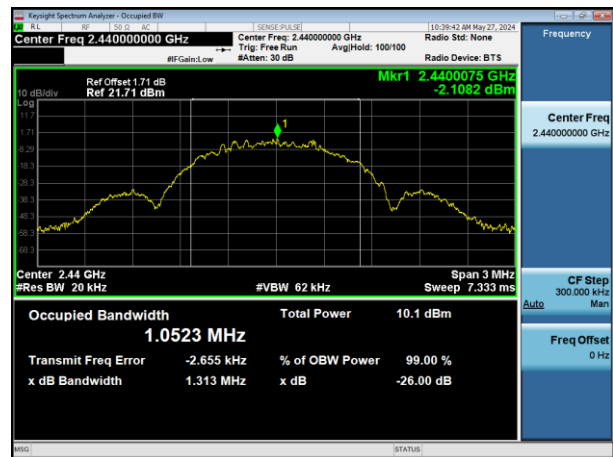 Keysight Spectrum Analyzer - Occupied BW
RL RF 50 Ω AC SENSE:PULSE 10:39:42 AM May 27, 2024
Center Freq 2.440000000 GHz Center Freq: 2.440000000 GHz Radio Std: None Frequency
Trig: Free Run Avg|Hold: 100/100
#IFGain:Low #Atten: 30 dB Radio Device: BTS
Ref Offset 1.71 dB Mkr1 2.4400075 GHz
10 dB/div Ref 21.71 dBm -2.1082 dBm
Log
11.7
1.71
-8.29
-18.3
-28.3
-38.3
-48.3
-58.3
-68.3
1
Center Freq
2.440000000 GHz
Center 2.44 GHz Span 3 MHz
#Res BW 20 kHz #VBW 62 kHz Sweep 7.333 ms
CF Step
300.000 kHz
Auto Man
Occupied Bandwidth Total Power 10.1 dBm
1.0523 MHz
Freq Offset
0 Hz
Transmit Freq Error -2.655 kHz % of OBW Power 99.00 %
x dB Bandwidth 1.313 MHz x dB -26.00 dB
MSG STATUS